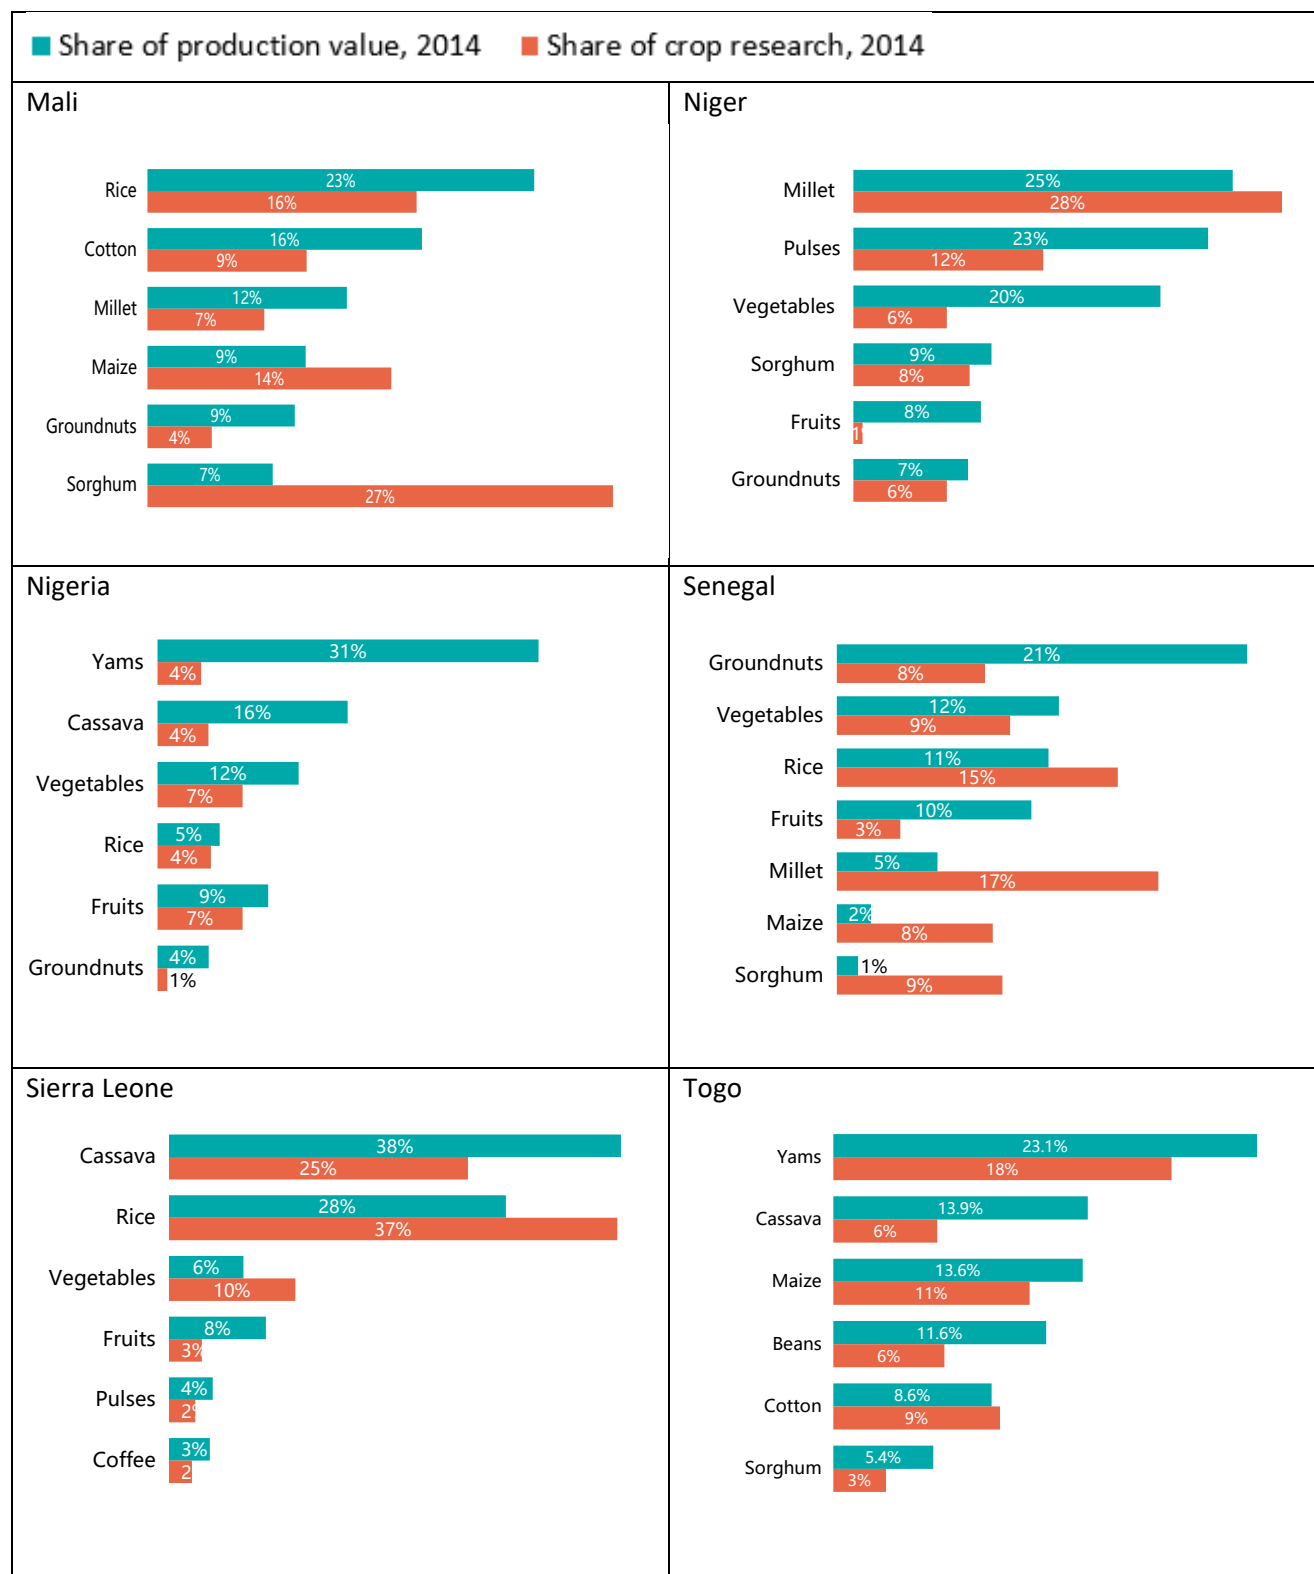 Share of production value, 2014 Share of crop research, 2014
Mali
Rice 23%
16%
Cotton 16%
9%
Millet 12%
7%
Maize 9%
14%
Groundnuts 9%
4%
Sorghum 7%
27%
Niger
Millet 25%
28%
Pulses 23%
12%
Vegetables 20%
6%
Sorghum 9%
8%
Fruits 8%
1
Groundnuts 7%
6%
Nigeria
Yams 31%
4%
Cassava 16%
4%
Vegetables 12%
7%
Rice 5%
4%
Fruits 9%
7%
Groundnuts 4%
1%
Senegal
Groundnuts 21%
8%
Vegetables 12%
9%
Rice 11%
15%
Fruits 10%
3%
Millet 5%
17%
Maize 2%
8%
Sorghum 1%
9%
Sierra Leone
Cassava 38%
25%
Rice 28%
37%
Vegetables 6%
10%
Fruits 8%
3%
Pulses 4%
2%
Coffee 3%
2
Togo
Yams 23.1%
18%
Cassava 13.9%
6%
Maize 13.6%
11%
Beans 11.6%
6%
Cotton 8.6%
9%
Sorghum 5.4%
3%